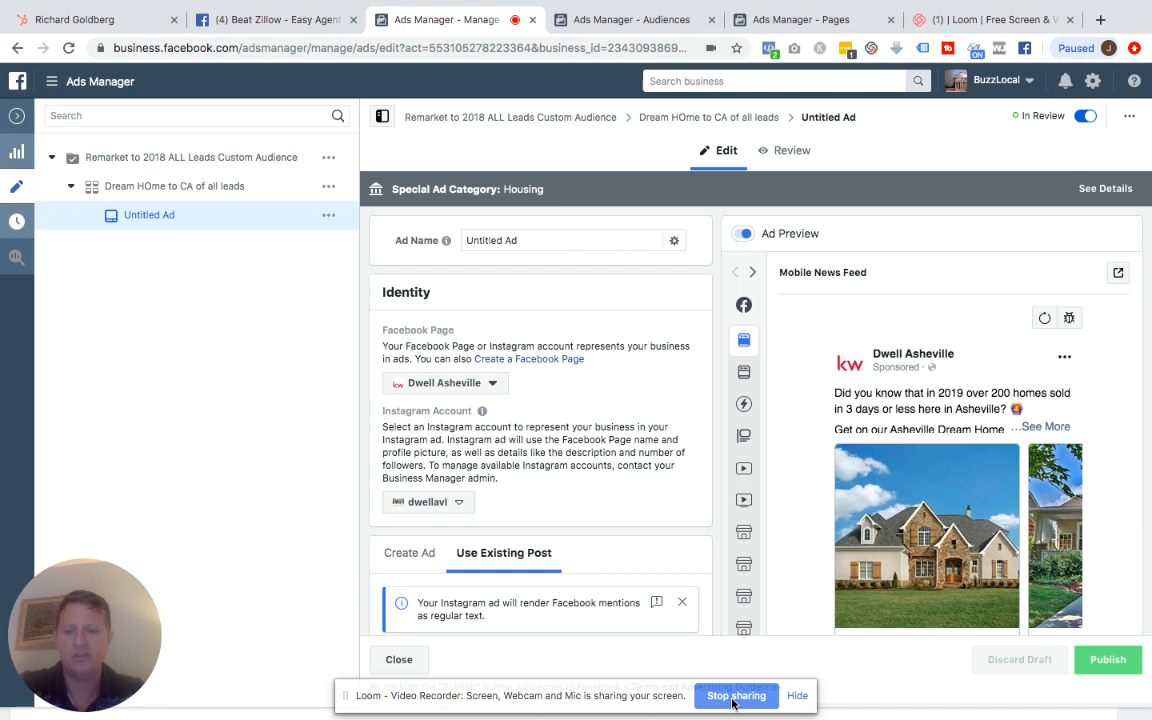 Richard Goldberg
(4) Beat Zillow - Easy Agent
Ads Manager - Manage
Ads Manager - Audiences
Ads Manager - Pages
(1) | Loom | Free Screen & V
business.facebook.com/adsmanager/manage/ads/edit?act=553105278223364&business_id=2343093869...
2
1
ON
Paused
J
Ads Manager
Search business
BuzzLocal
Search
Remarket to 2018 ALL Leads Custom Audience
Dream HOme to CA of all leads
Untitled Ad
Remarket to 2018 ALL Leads Custom Audience > Dream HOme to CA of all leads > Untitled Ad
In Review
Edit
Review
Special Ad Category: Housing
See Details
Ad Name
Untitled Ad
Identity
Facebook Page
Your Facebook Page or Instagram account represents your business
in ads. You can also Create a Facebook Page
kw Dwell Asheville
Instagram Account
Select an Instagram account to represent your business in your
Instagram ad. Instagram ad will use the Facebook Page name and
profile picture, as well as details like the description and number of
followers. To manage available Instagram accounts, contact your
Business Manager admin.
dwellavl
Create Ad
Use Existing Post
Your Instagram ad will render Facebook mentions
as regular text.
Ad Preview
Mobile News Feed
kw
Dwell Asheville
Sponsored ·
Did you know that in 2019 over 200 homes sold
in 3 days or less here in Asheville? 🙆‍♀️
Get on our Asheville Dream Home ...See More
Close
Discard Draft
Publish
Loom - Video Recorder: Screen, Webcam and Mic is sharing your screen.
Stop sharing
Hide